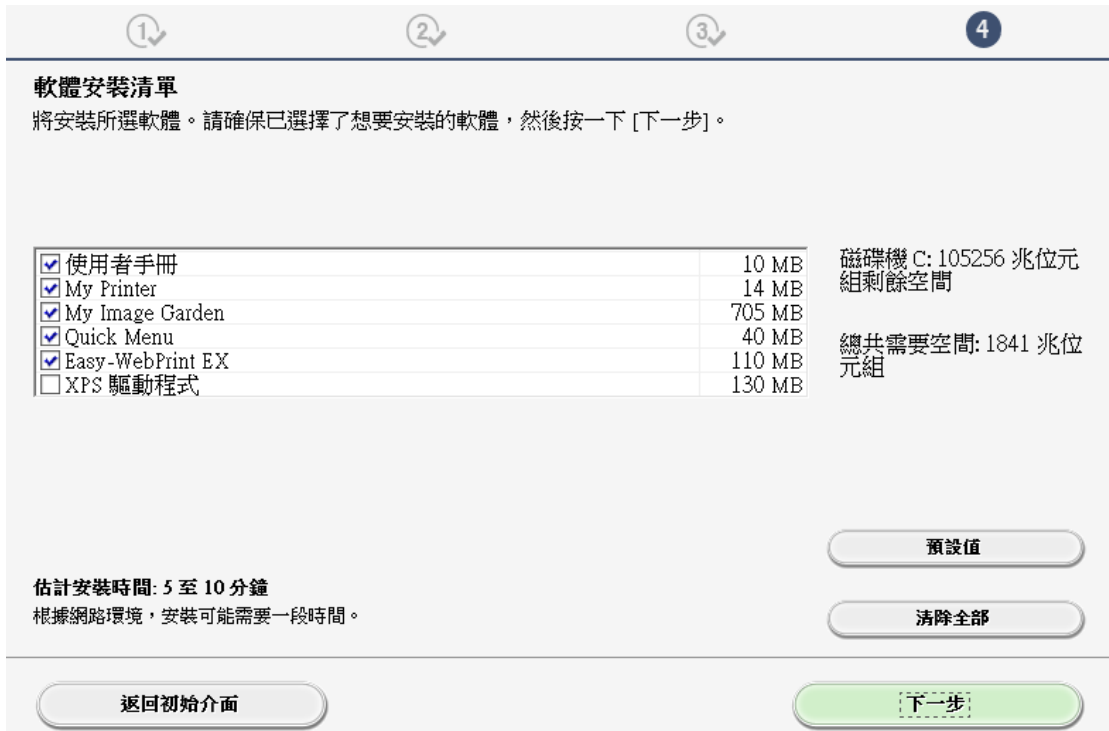 1
2
3
4
軟體安裝清單
將安裝所選軟體。請確保已選擇了想要安裝的軟體，然後按一下 [下一步]。
使用者手冊 10 MB
My Printer 14 MB
My Image Garden 705 MB
Quick Menu 40 MB
Easy-WebPrint EX 110 MB
XPS 驅動程式 130 MB
磁碟機 C: 105256 兆位元
組剩餘空間
總共需要空間: 1841 兆位
元組
預設值
估計安裝時間: 5 至 10 分鐘
根據網路環境，安裝可能需要一段時間。
清除全部
返回初始介面
下一步